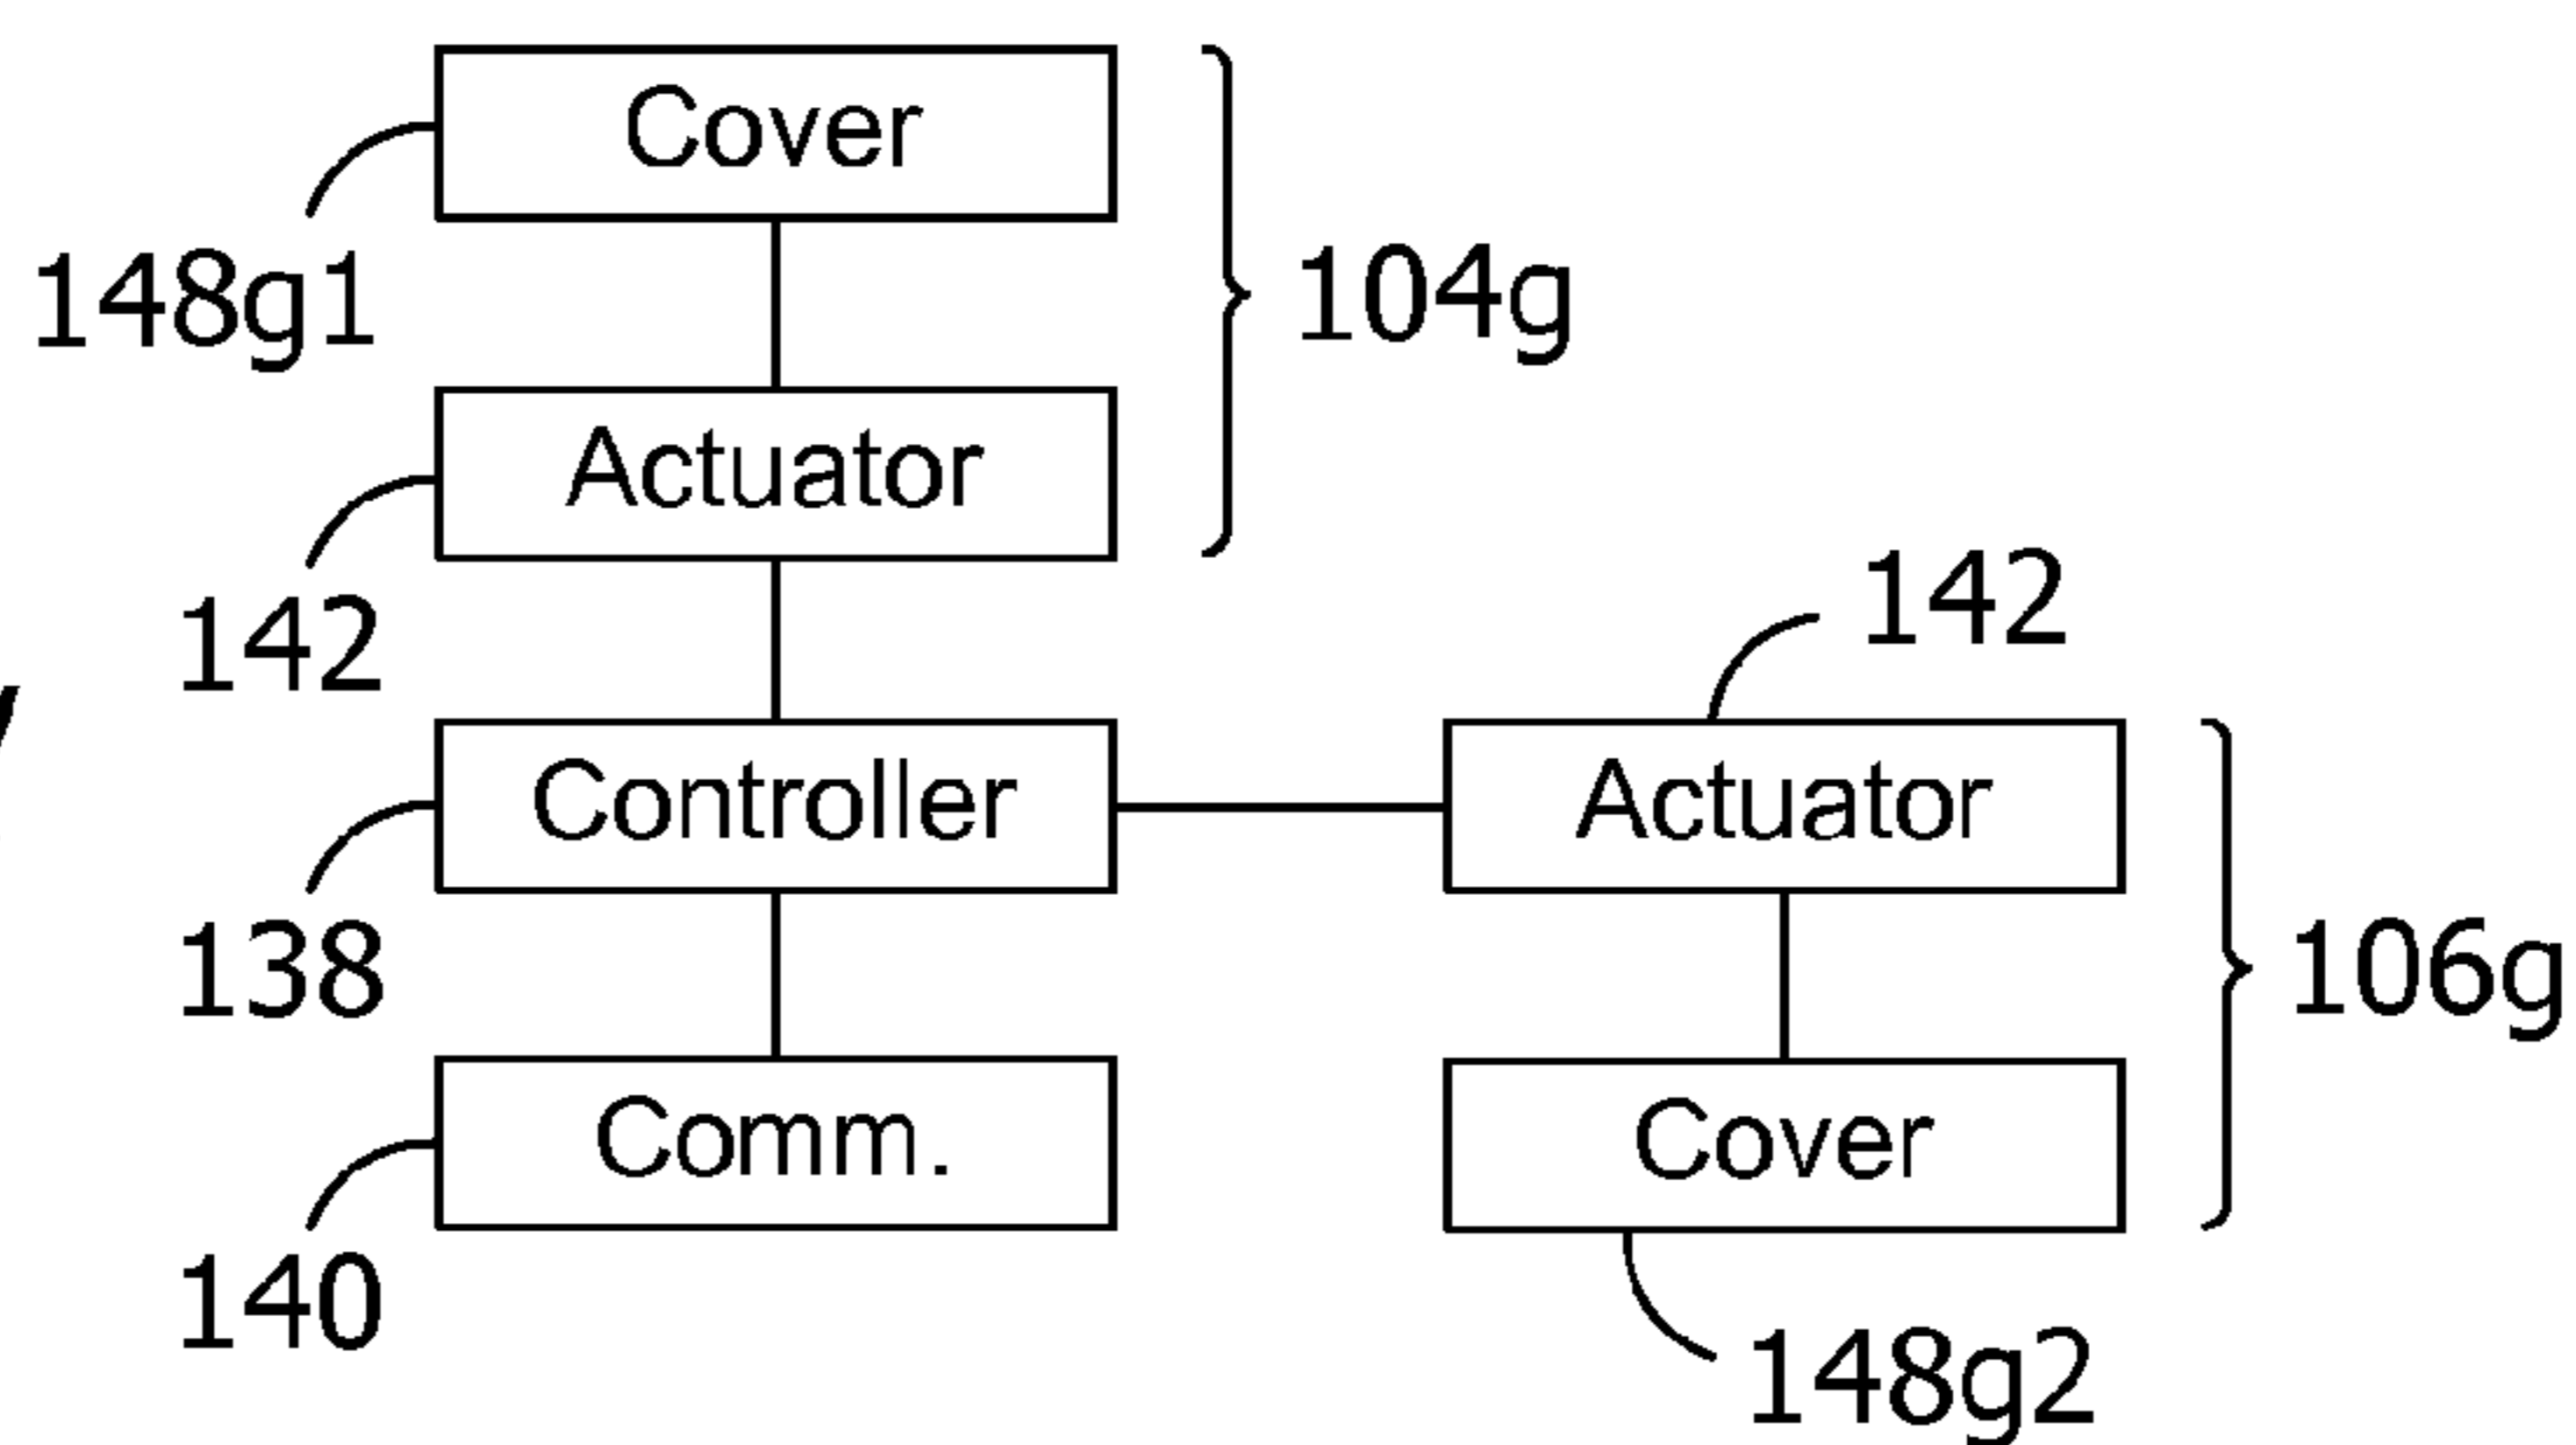 Cover
148g1
104g
Actuator
142
142
Controller
Actuator
138
106g
Comm.
Cover
140
148g2